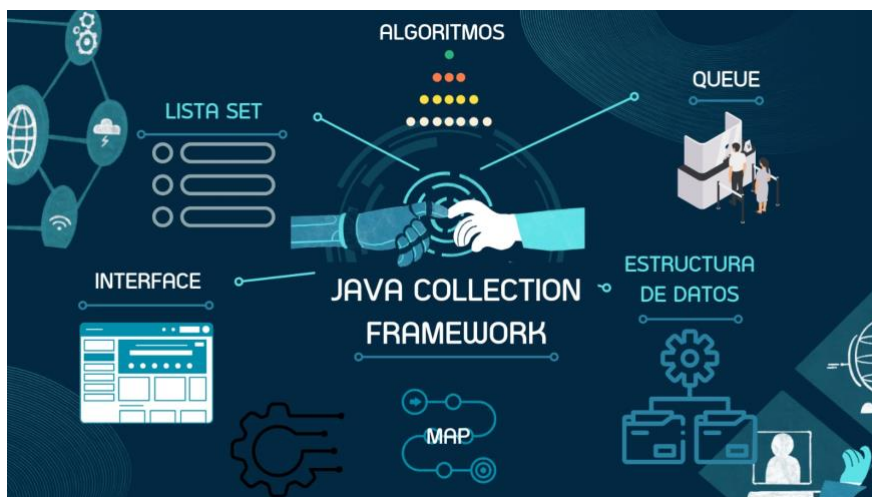 ALGORITMOS
LISTA SET
QUEUE
INTERFACE
JAVA COLLECTION
FRAMEWORK
ESTRUCTURA
DE DATOS
MAP